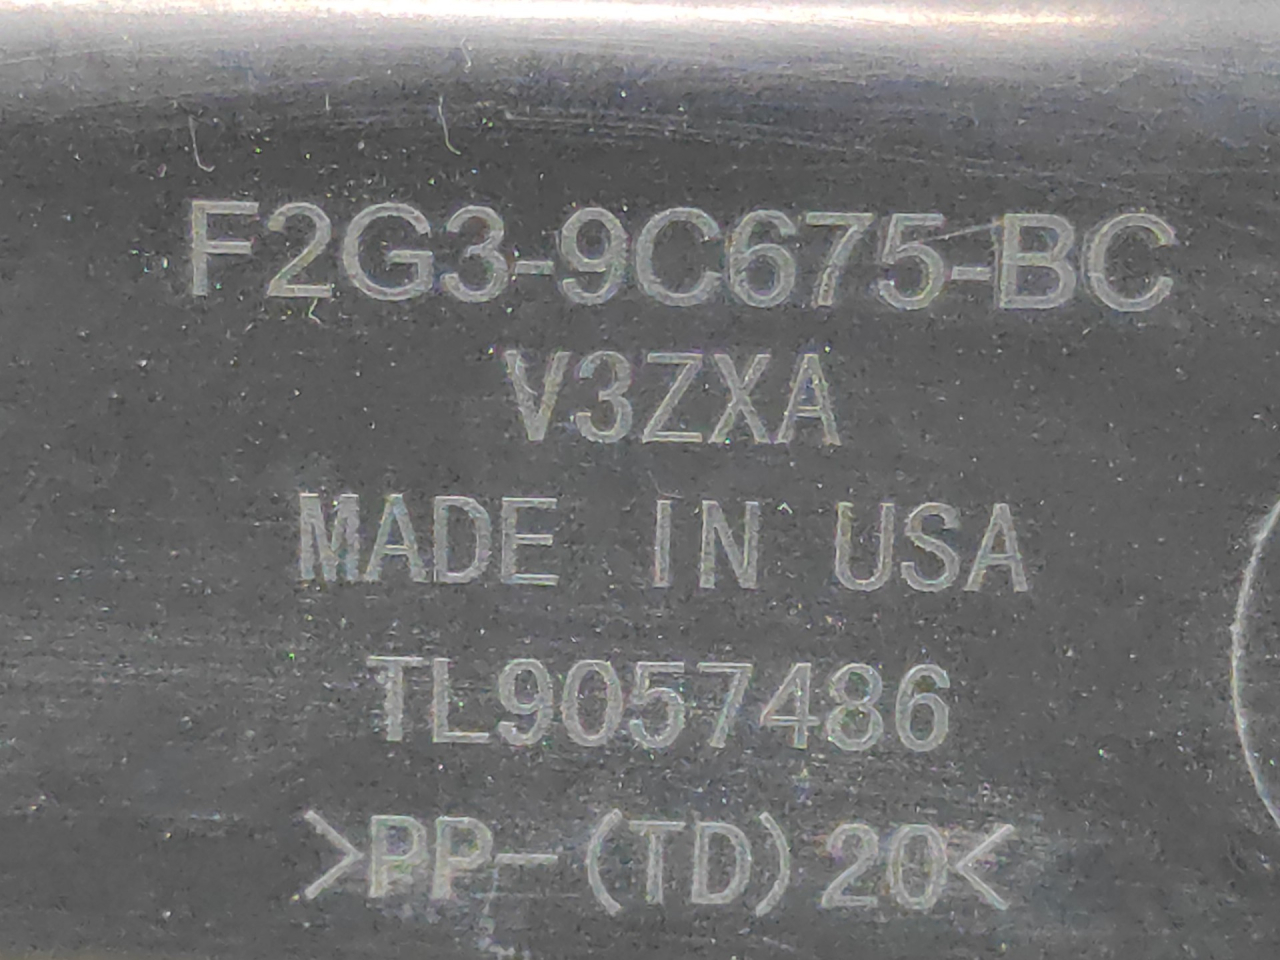 F2G3-9C675-BC
V3ZXA
MADE IN USA
TL9057486
>PP-(TD)20<